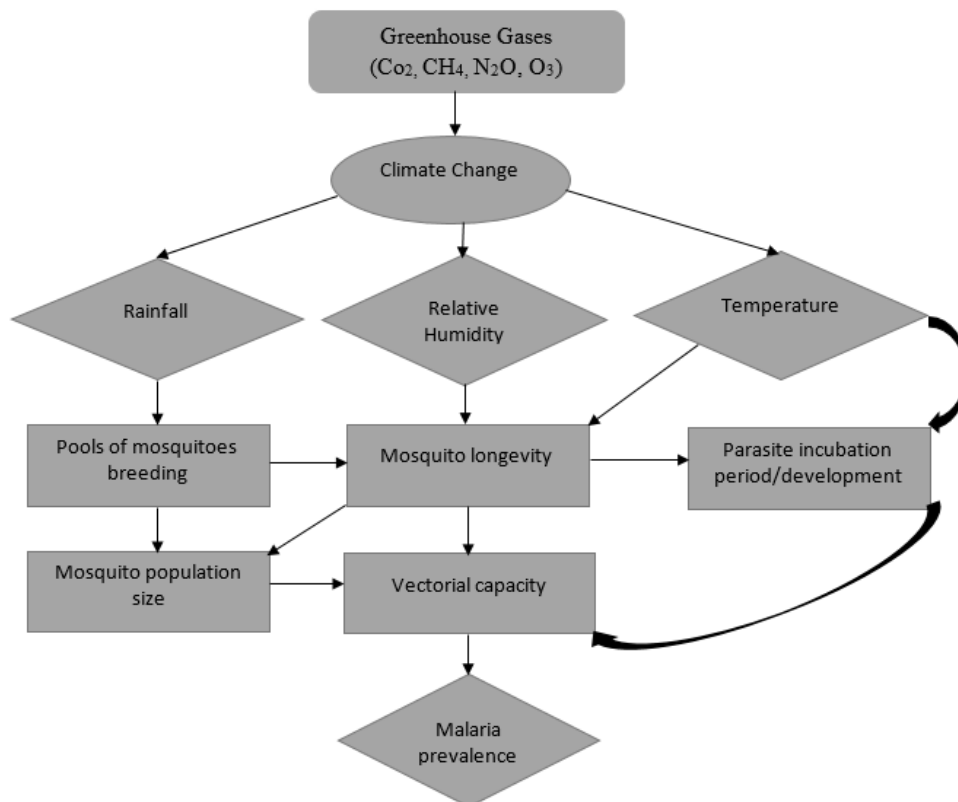 Greenhouse Gases
(Co₂, CH₄, N₂O, O₃)
Climate Change
Rainfall
Relative
Humidity
Temperature
Pools of mosquitoes
breeding
Mosquito longevity
Parasite incubation
period/development
Mosquito population
size
Vectorial capacity
Malaria
prevalence